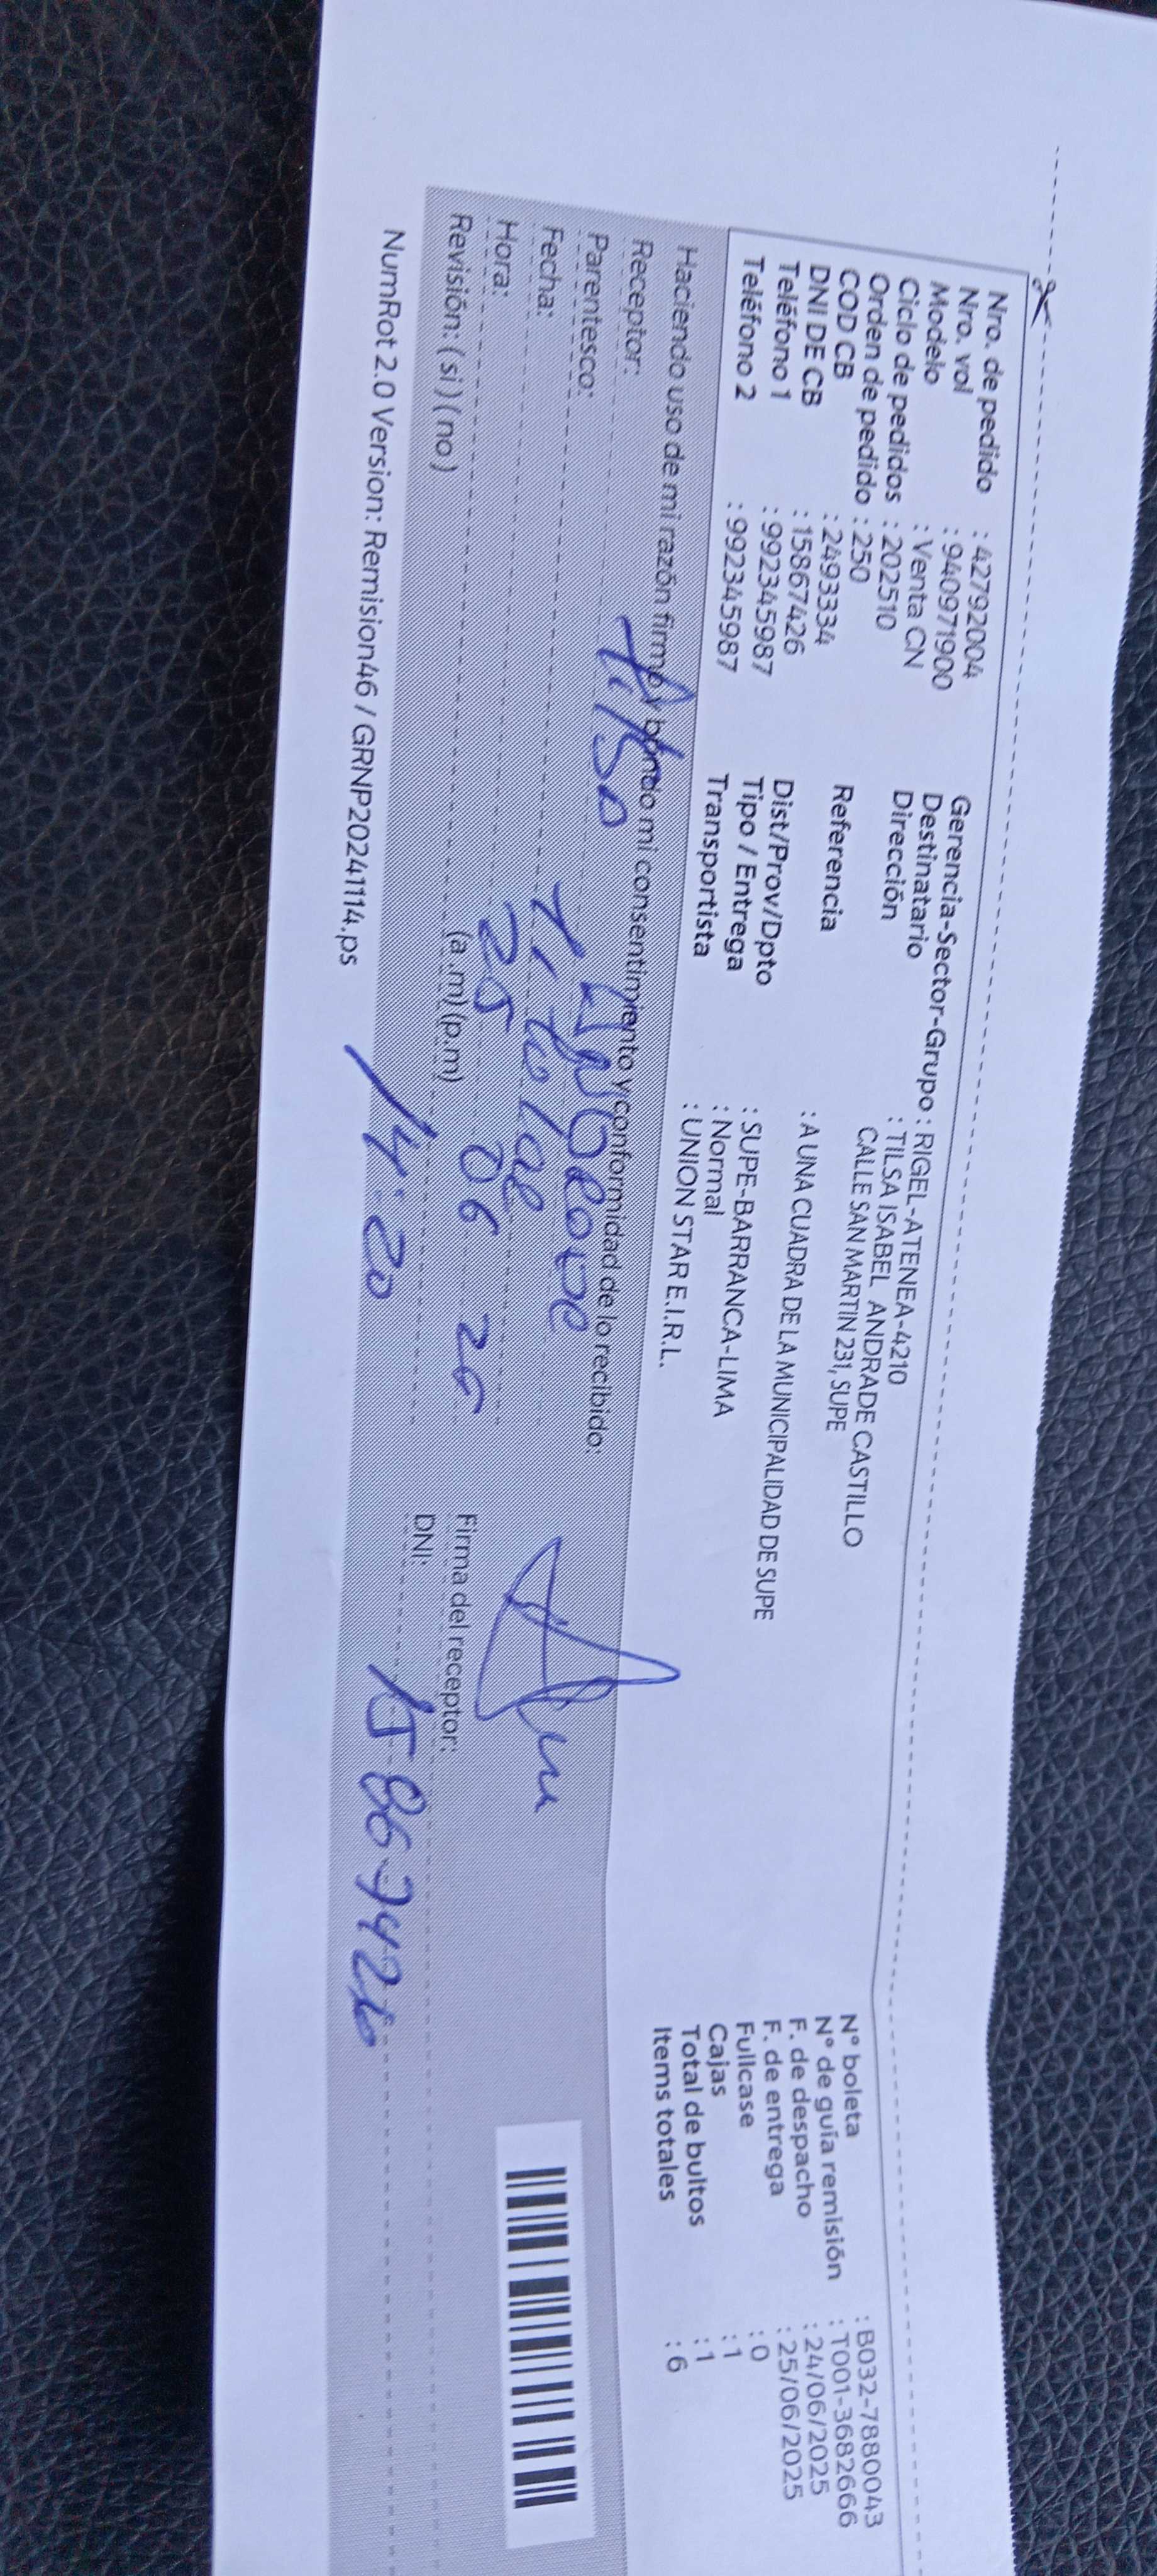 Nro. de pedido : 42792004
Nro. vol : 940971900
Modelo : Venta CN
Ciclo de pedidos : 202510
Orden de pedido : 250
COD CB : 2493334
DNI DE CB : 15867426
Teléfono 1 : 992345987
Teléfono 2 : 992345987
Gerencia-Sector-Grupo : RIGEL-ATENEA-4210
Destinatario : TILSA ISABEL ANDRADE CASTILLO
Dirección CALLE SAN MARTIN 231, SUPE
Referencia : A UNA CUADRA DE LA MUNICIPALIDAD DE SUPE
Dist/Prov/Dpto : SUPE-BARRANCA-LIMA
Tipo / Entrega : Normal
Transportista : UNION STAR E.I.R.L.
N° boleta : B032-7880043
N° de guía remisión : T001-3682666
F. de despacho : 24/06/2025
F. de entrega : 25/06/2025
Fullcase : 0
Cajas : 1
Total de bultos : 1
Items totales : 6
Haciendo uso de mi razón firmo y brindo mi consentimiento y conformidad de lo recibido:
Receptor: Tilsa Andrade
Parentesco: Titular
Fecha: 25 06 25
Hora: (a .m) (p.m) 14:20
Revisión: ( si ) ( no )
Firma del receptor:
DNI: 15867426
NumRot 2.0 Version: Remision46 / GRNP20241114.ps